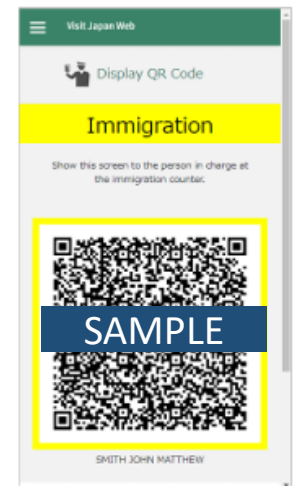 Visit Japan Web
Display QR Code
Immigration
Show this screen to the person in charge at
the immigration counter.
SAMPLE
SMITH JOHN MATTHEW